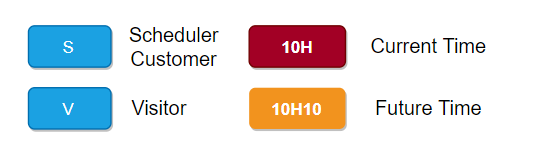 S
Scheduler
Customer
10H
Current Time
V
Visitor
10H10
Future Time